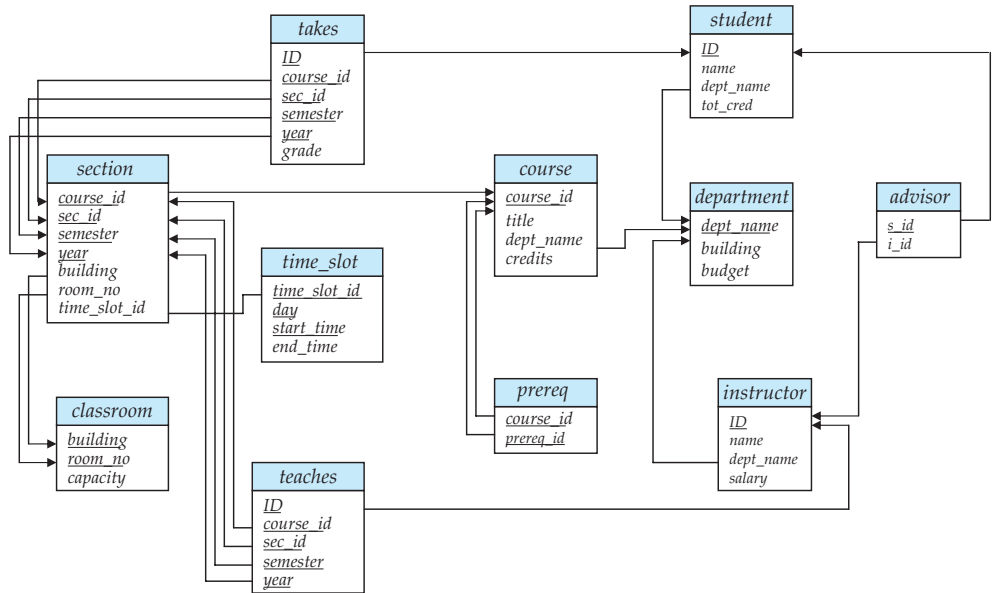 takes
ID
course_id
sec_id
semester
year
grade
student
ID
name
dept_name
tot_cred
section
course_id
sec_id
semester
year
building
room_no
time_slot_id
course
course_id
title
dept_name
credits
department
dept_name
building
budget
advisor
s_id
i_id
time_slot
time_slot_id
day
start_time
end_time
classroom
building
room_no
capacity
prereq
course_id
prereq_id
instructor
ID
name
dept_name
salary
teaches
ID
course_id
sec_id
semester
year